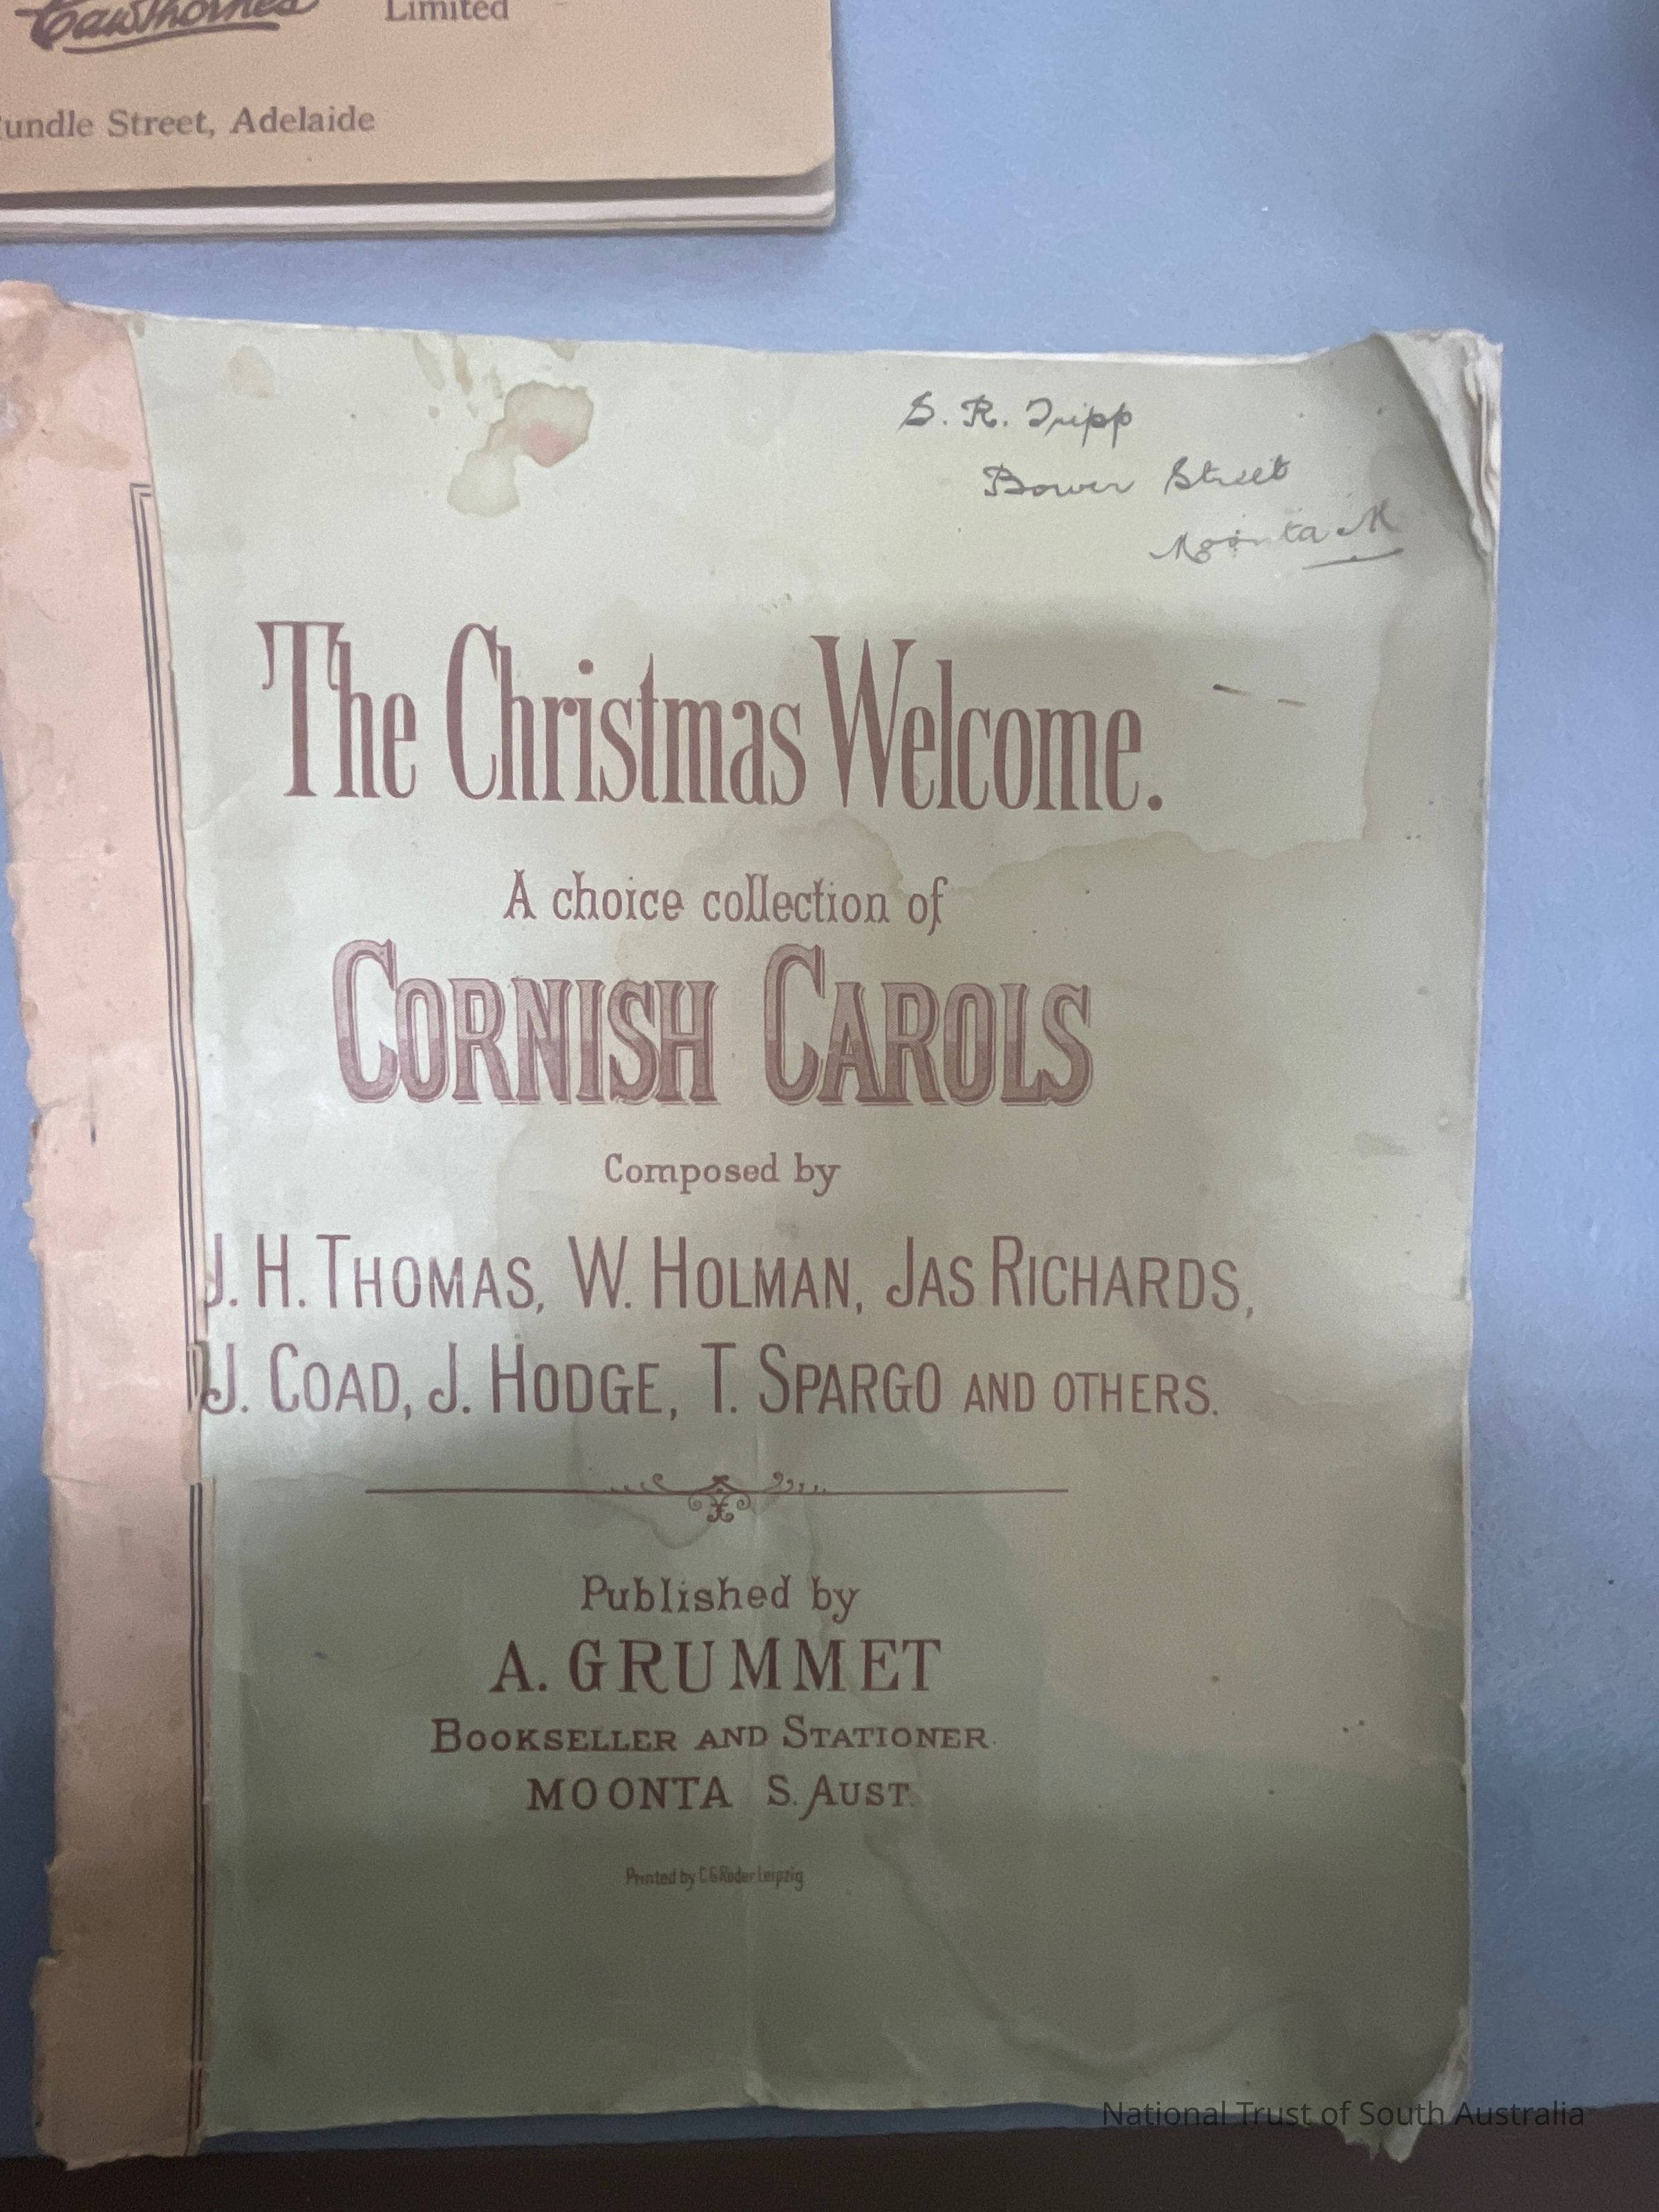 Cawthornes Limited
undle Street, Adelaide
S. R. Tripp
Bower Street
Moonta M
The Christmas Welcome.
A choice collection of
CORNISH CAROLS
Composed by
J. H. THOMAS, W. HOLMAN, JAS RICHARDS,
J. COAD, J. HODGE, T. SPARGO AND OTHERS.
Published by
A. GRUMMET
BOOKSELLER AND STATIONER.
MOONTA S. AUST.
Printed by C G Röder Leipzig
National Trust of South Australia